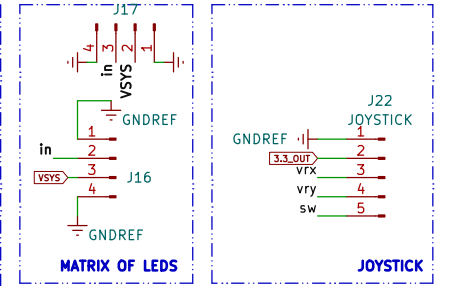 J17
4
3
2
1
in
VSYS
GNDREF
1
in
2
VSYS
3
J16
4
GNDREF
MATRIX OF LEDS
J22
JOYSTICK
GNDREF
1
3.3_OUT
2
vrx
3
vry
4
sw
5
JOYSTICK